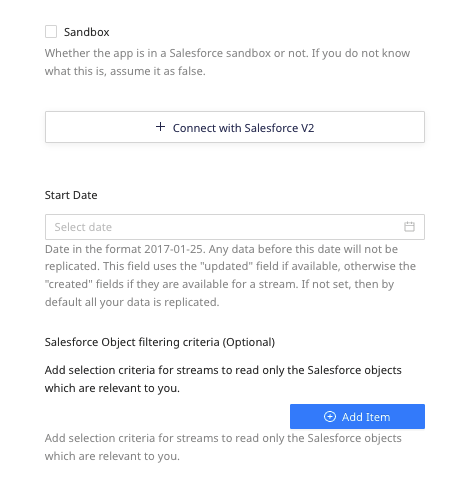 Sandbox
Whether the app is in a Salesforce sandbox or not. If you do not know
what this is, assume it as false.
+ Connect with Salesforce V2
Start Date
Select date
Date in the format 2017-01-25. Any data before this date will not be
replicated. This field uses the "updated" field if available, otherwise the
"created" fields if they are available for a stream. If not set, then by
default all your data is replicated.
Salesforce Object filtering criteria (Optional)
Add selection criteria for streams to read only the Salesforce objects
which are relevant to you.
Add Item
Add selection criteria for streams to read only the Salesforce objects
which are relevant to you.